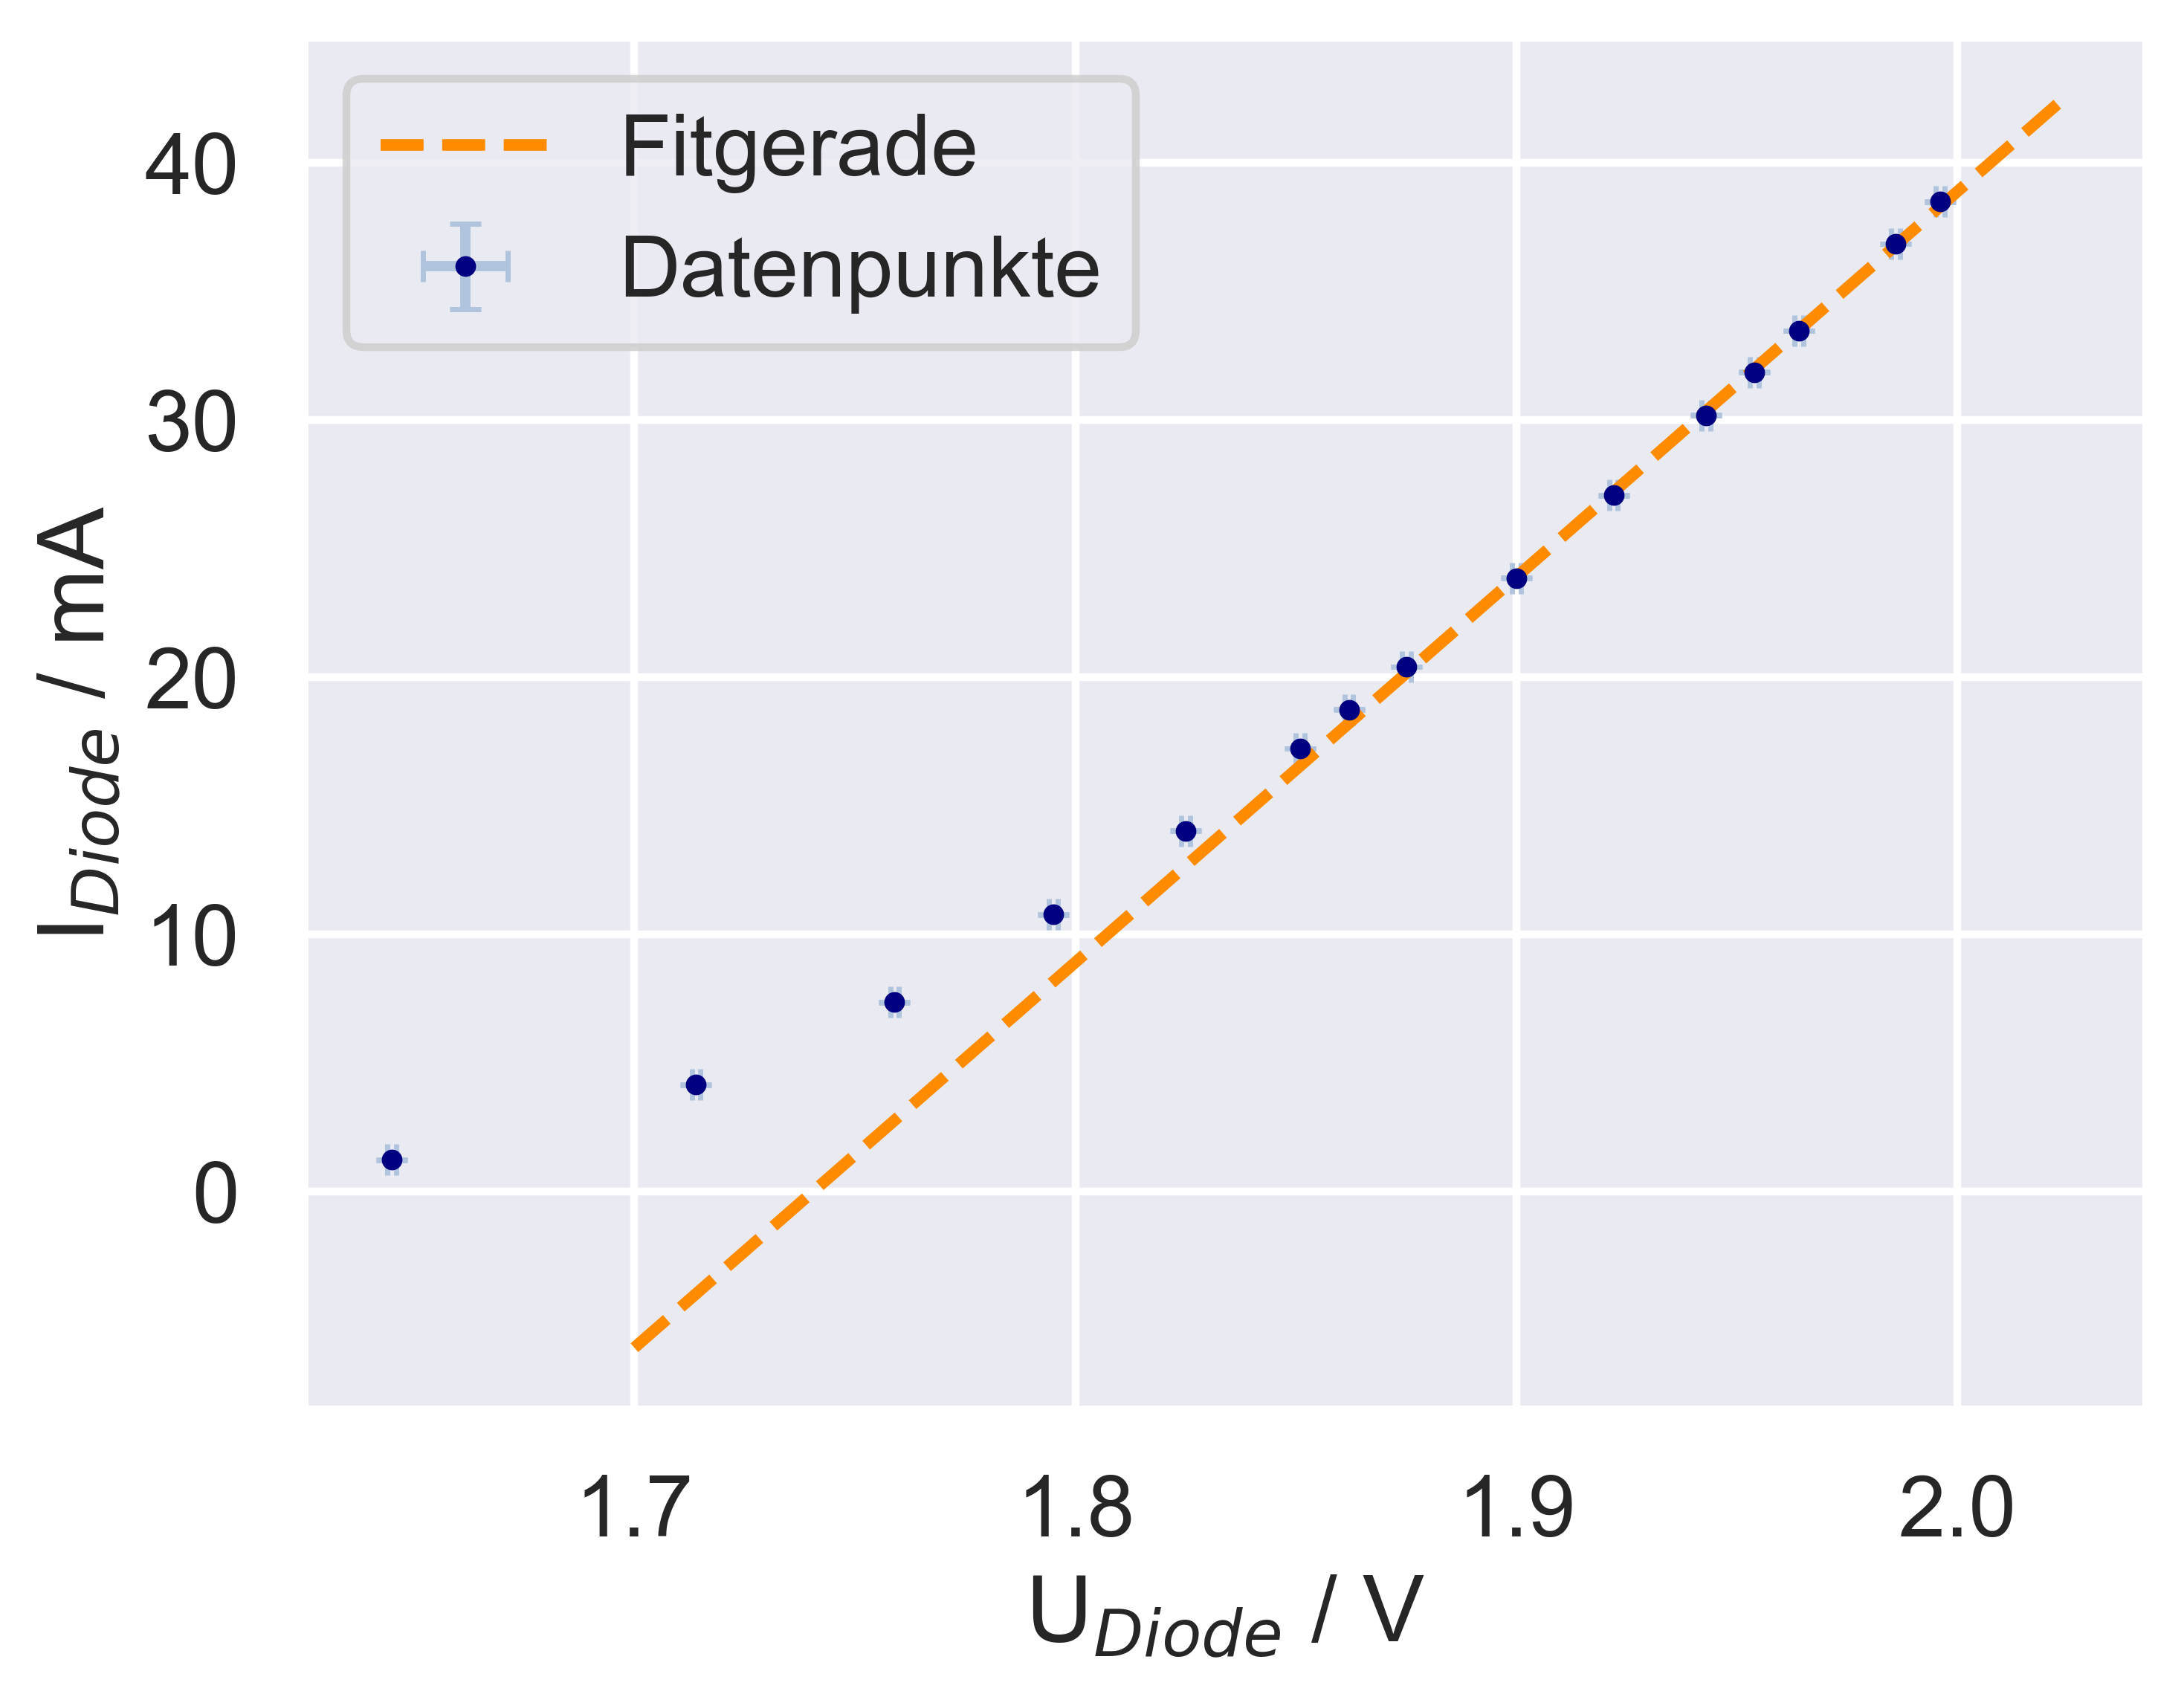 Fitgerade
Datenpunkte
40
30
20
10
0
I_Diode / mA
1.7 1.8 1.9 2.0
U_Diode / V